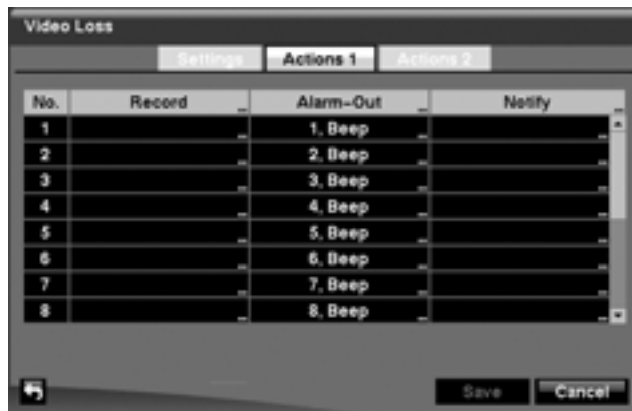 Video Loss
Settings Actions 1 Actions 2
No. Record Alarm-Out Notify
1 1, Beep
2 2, Beep
3 3, Beep
4 4, Beep
5 5, Beep
6 6, Beep
7 7, Beep
8 8, Beep
Save Cancel